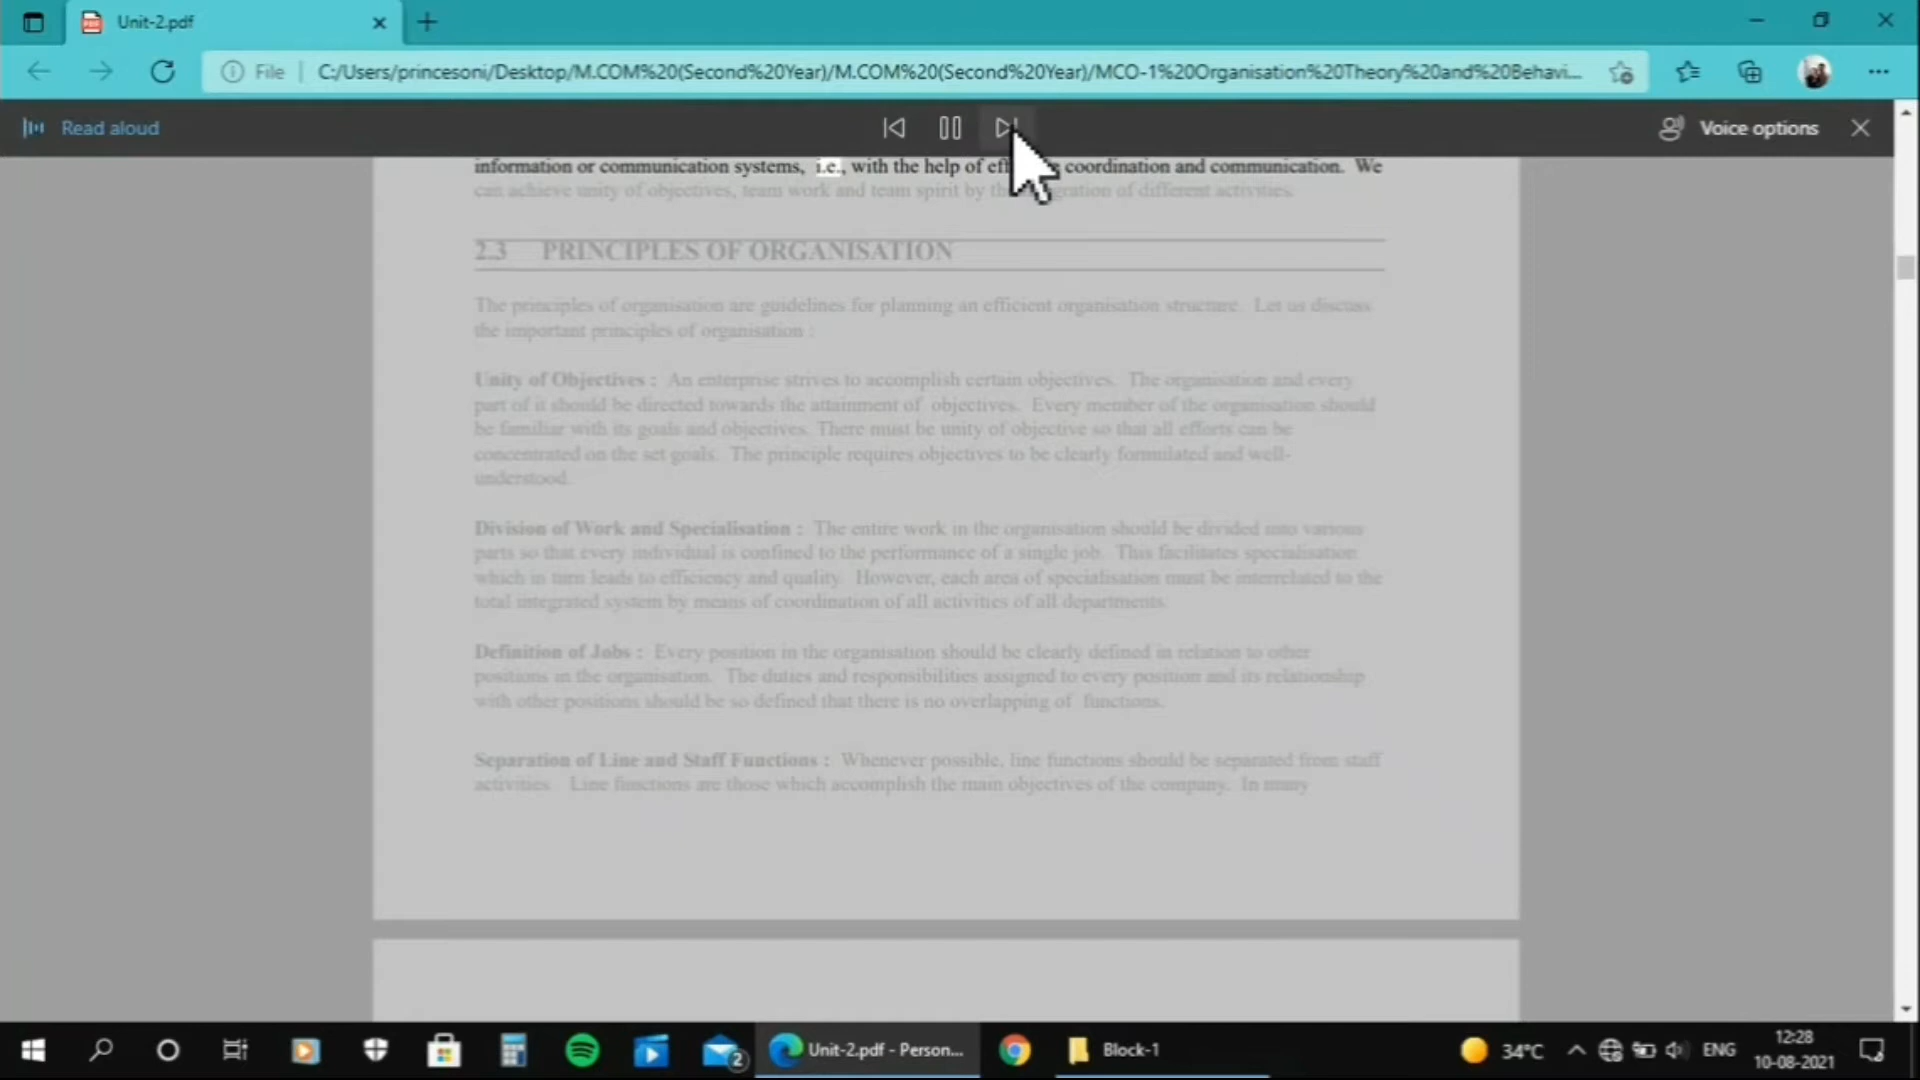 Unit-2.pdf
File
C:/Users/princesoni/Desktop/M.COM%20(Second%20Year)/M.COM%20(Second%20Year)/MCO-1%20Organisation%20Theory%20and%20Behavi...
Read aloud
Voice options
information or communication systems, i.e., with the help of coordination and communication. We
can achieve unity of objectives, team work and team spirit by of different activities.
2.3 PRINCIPLES OF ORGANISATION
The principles of organisation are guidelines for planning an efficient organisation structure. Let us discuss
the important principles of organisation :
Unity of Objectives : An enterprise strives to accomplish certain objectives. The organisation and every
part of it should be directed towards the attainment of objectives. Every member of the organisation should
be familiar with its goals and objectives. There must be unity of objective so that all efforts can be
concentrated on the set goals. The principle requires objectives to be clearly formulated and well-
understood.
Division of Work and Specialisation : The entire work in the organisation should be divided into various
parts so that every individual is confined to the performance of a single job. This facilitates specialisation
which in turn leads to efficiency and quality. However, each area of specialisation must be interrelated to the
total integrated system by means of coordination of all activities of all departments.
Definition of Jobs : Every position in the organisation should be clearly defined in relation to other
positions in the organisation. The duties and responsibilities assigned to every position and its relationship
with other positions should be so defined that there is no overlapping of functions.
Separation of Line and Staff Functions : Whenever possible, line functions should be separated from staff
activities. Line functions are those which accomplish the main objectives of the company. In many
2
Unit-2.pdf - Person...
Block-1
34°C
ENG
12:28
10-08-2021